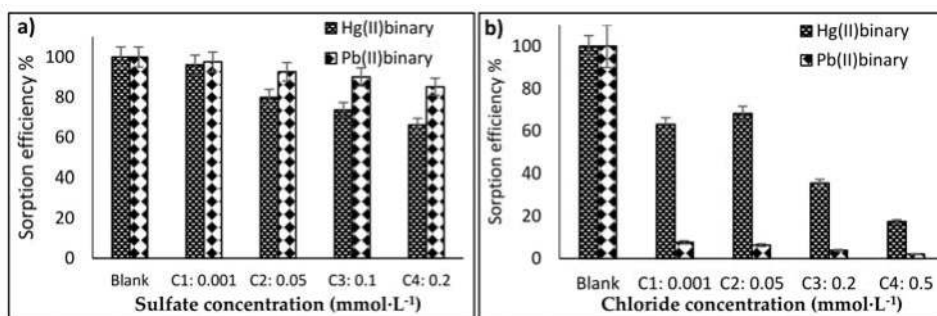 a)
Hg(II)binary
Pb(II)binary
Sorption efficiency %
100
80
60
40
20
0
Blank C1: 0.001 C2: 0.05 C3: 0.1 C4: 0.2
Sulfate concentration (mmol·L⁻¹)
b)
Hg(II)binary
Pb(II)binary
Sorption efficiency %
100
80
60
40
20
0
Blank C1: 0.001 C2: 0.05 C3: 0.2 C4: 0.5
Chloride concentration (mmol·L⁻¹)